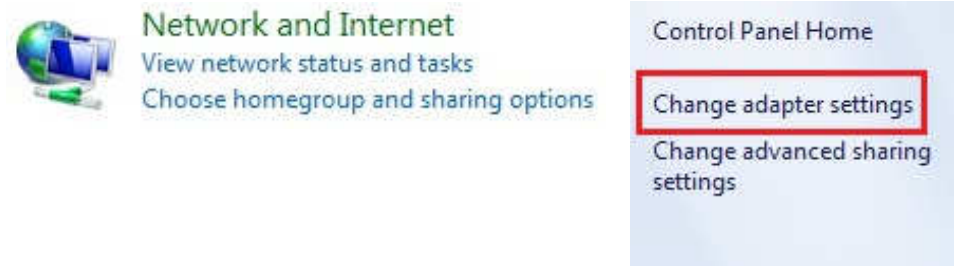 Network and Internet
View network status and tasks
Choose homegroup and sharing options
Control Panel Home
Change adapter settings
Change advanced sharing
settings